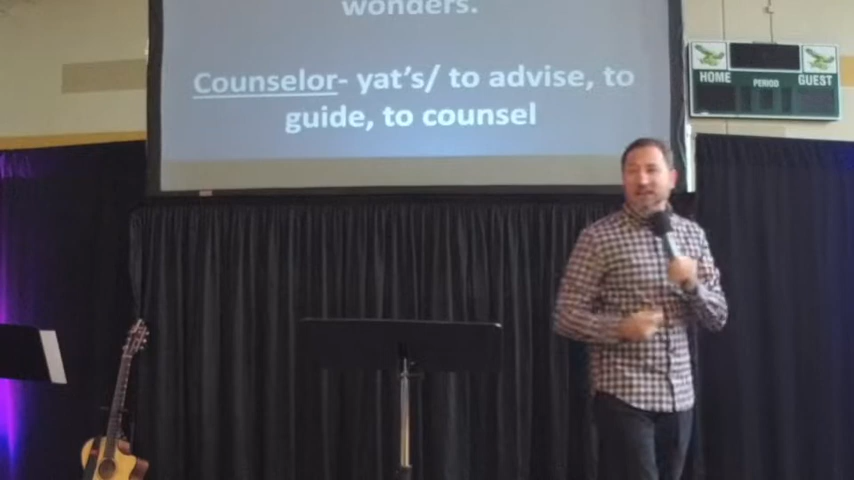 wonders.
Counselor- yat's/ to advise, to
guide, to counsel
HOME
PERIOD
GUEST